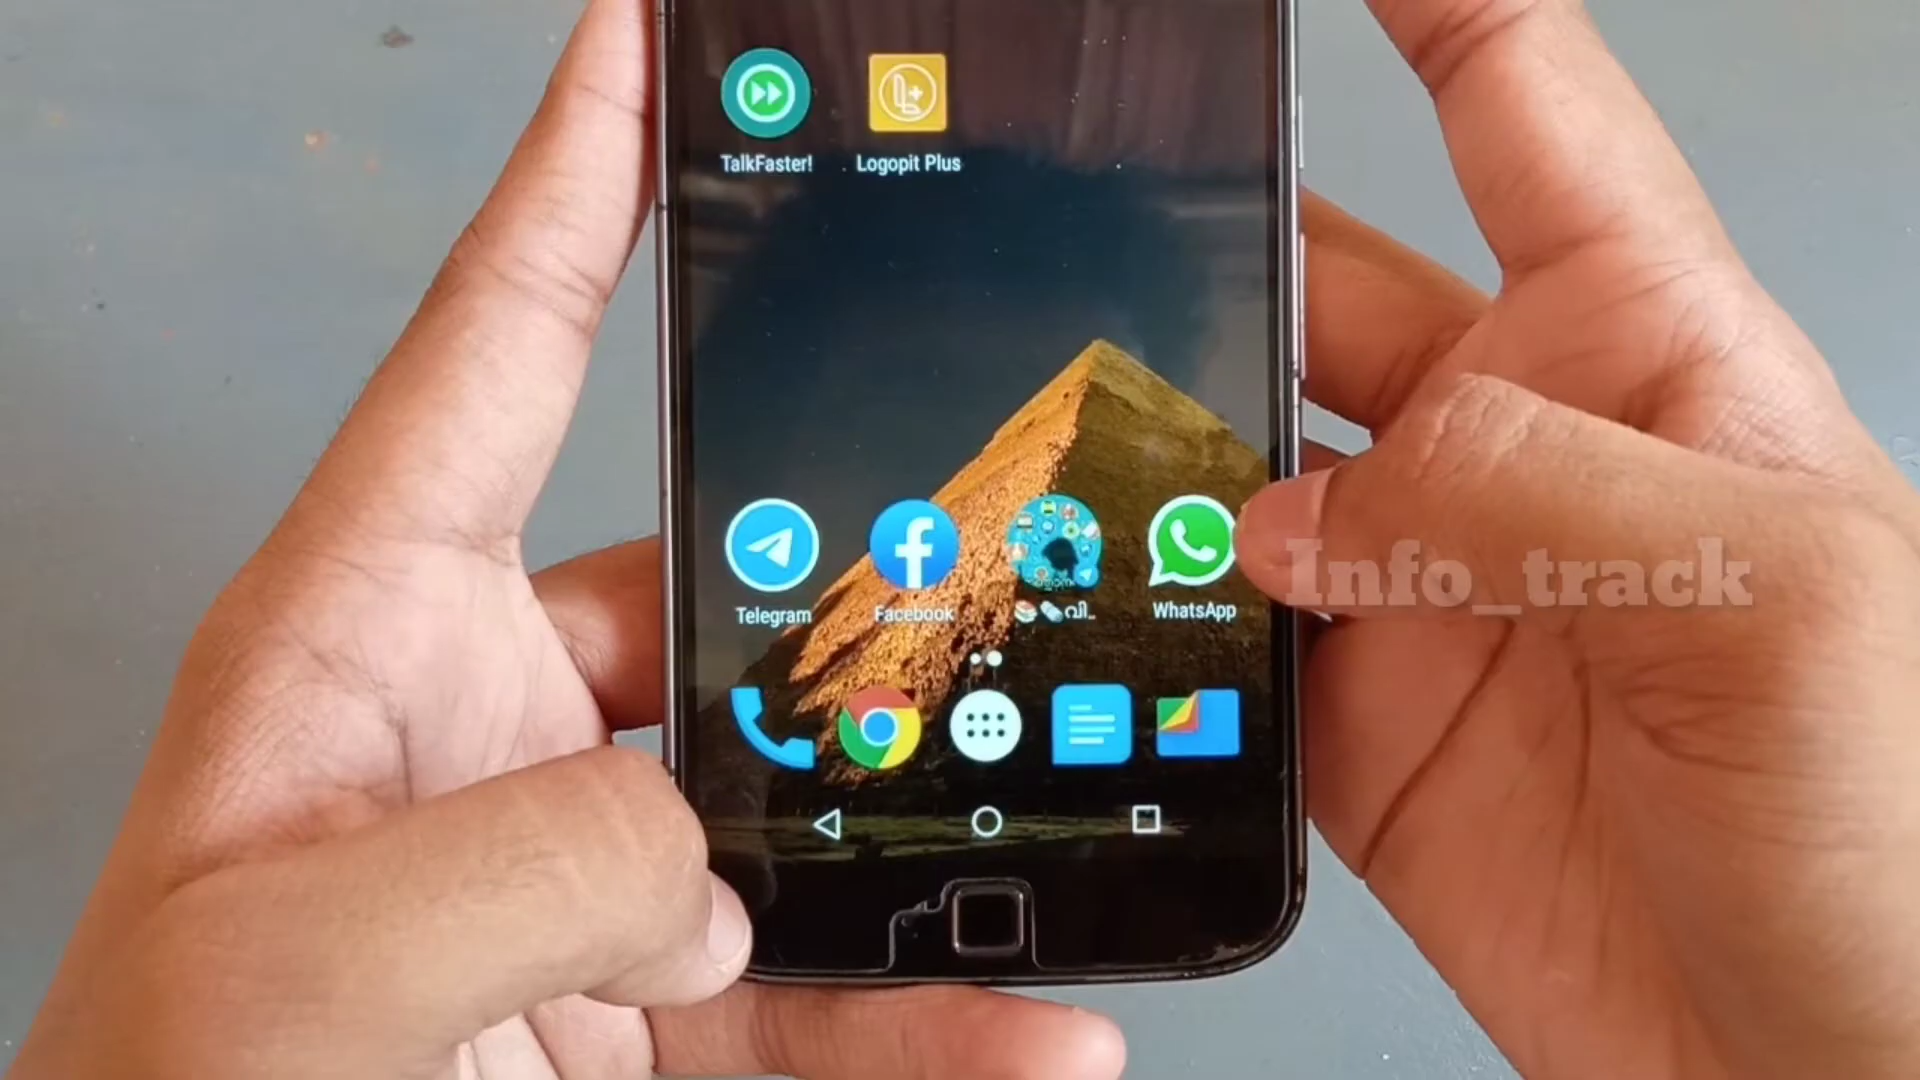 TalkFaster!
Logopit Plus
Telegram
Facebook
📚🗞️വി..
WhatsApp
Info_track